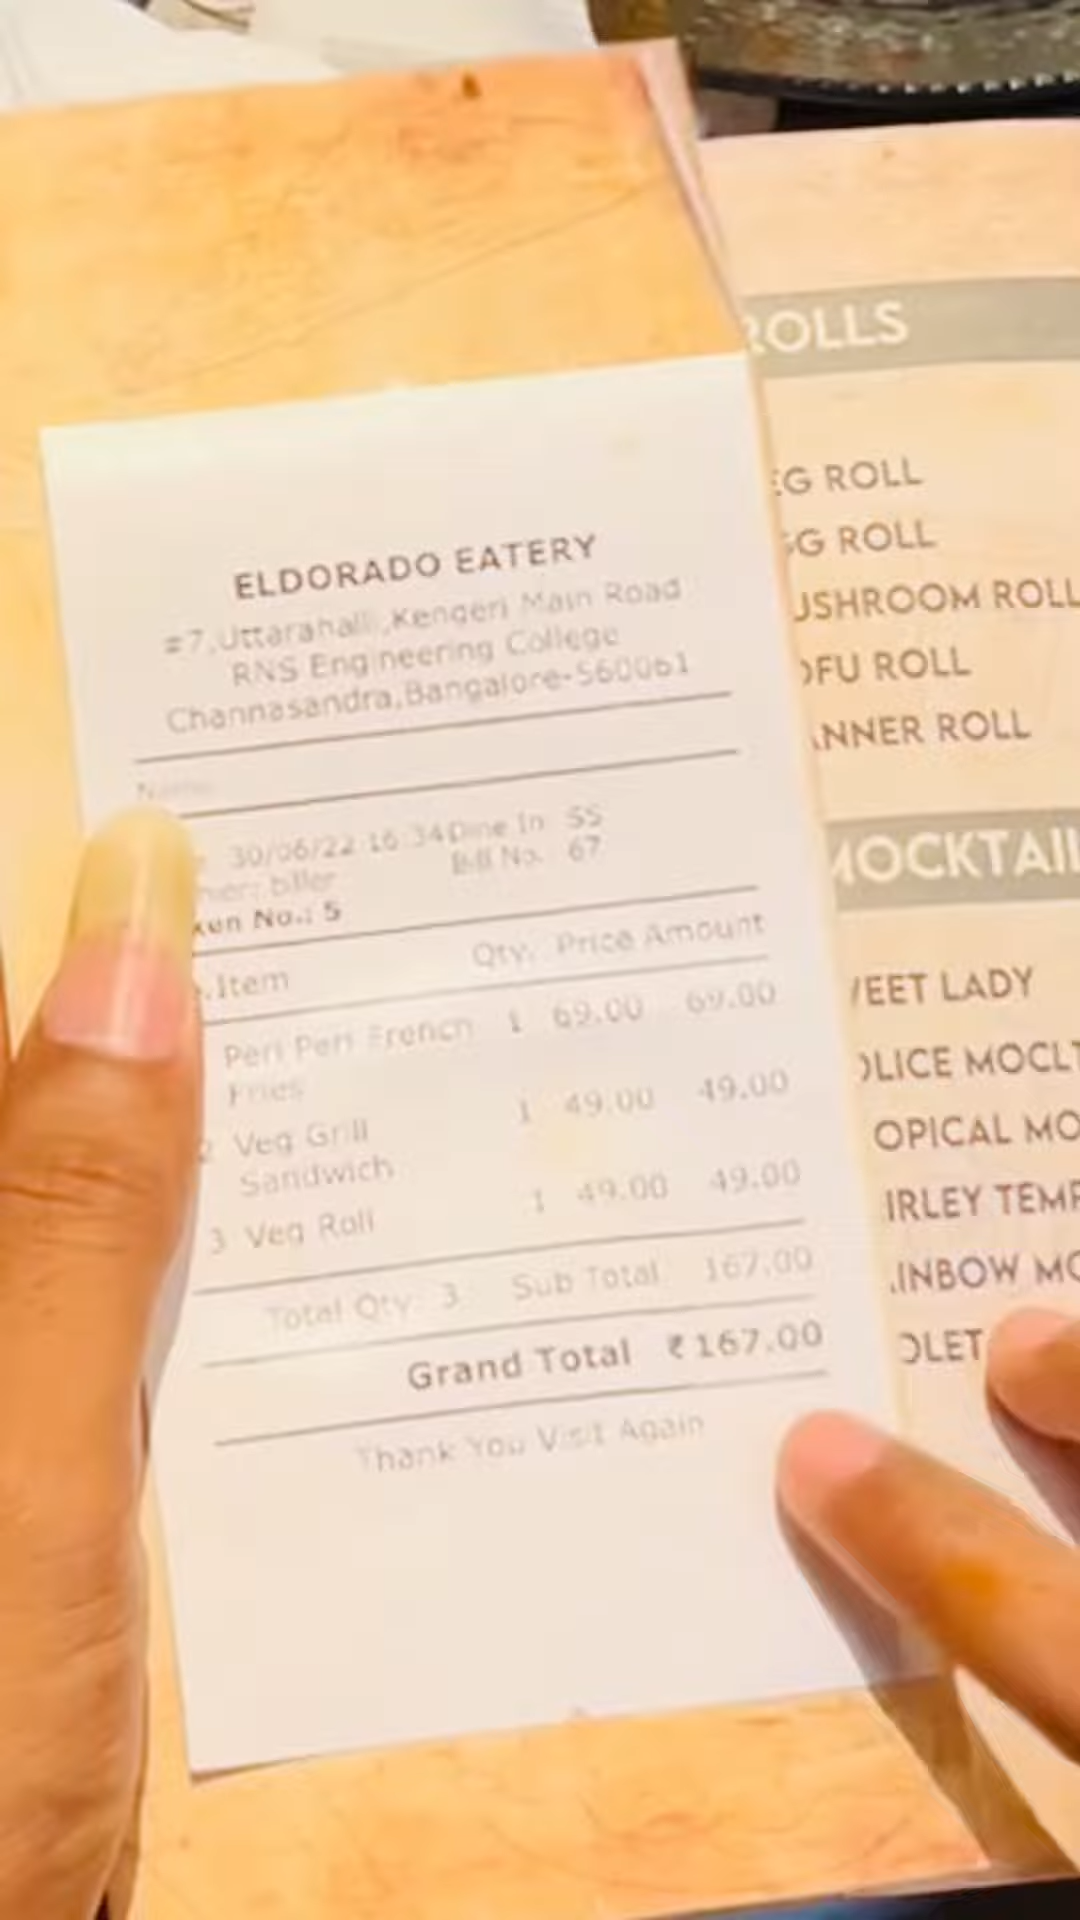 ELDORADO EATERY
#7,Uttarahalli,Kengeri Main Road
RNS Engineering College
Channasandra,Bangalore-560061
Name:
30/06/22 16:34 Dine In: S5
Bill No.: 67
biller
No.: 5
Item Qty. Price Amount
Peri Peri French 1 69.00 69.00
Fries
2 Veg Grill 1 49.00 49.00
Sandwich
3 Veg Roll 1 49.00 49.00
Total Qty: 3 Sub Total 167.00
Grand Total ₹167.00
Thank You Visit Again
ROLLS
EG ROLL
GG ROLL
USHROOM ROLL
OFU ROLL
ANNER ROLL
MOCKTAIL
EET LADY
OLICE MOCLT
OPICAL MO
IRLEY TEMP
INBOW MO
OLET